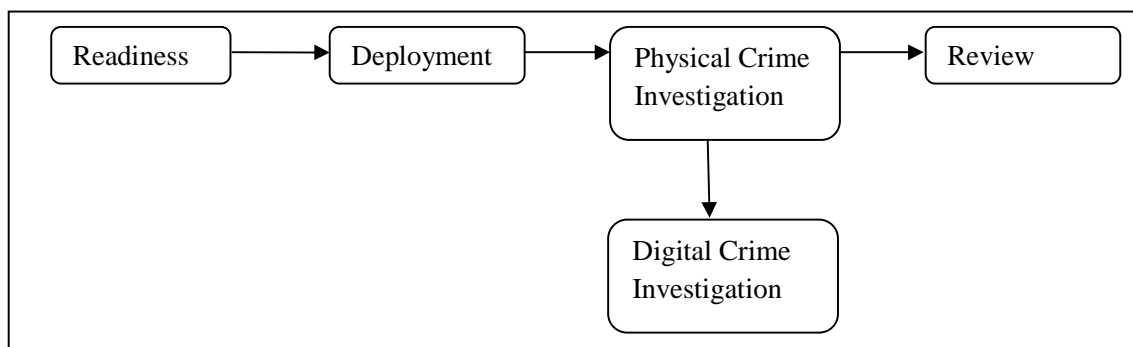 Readiness
Deployment
Physical Crime
Investigation
Review
Digital Crime
Investigation